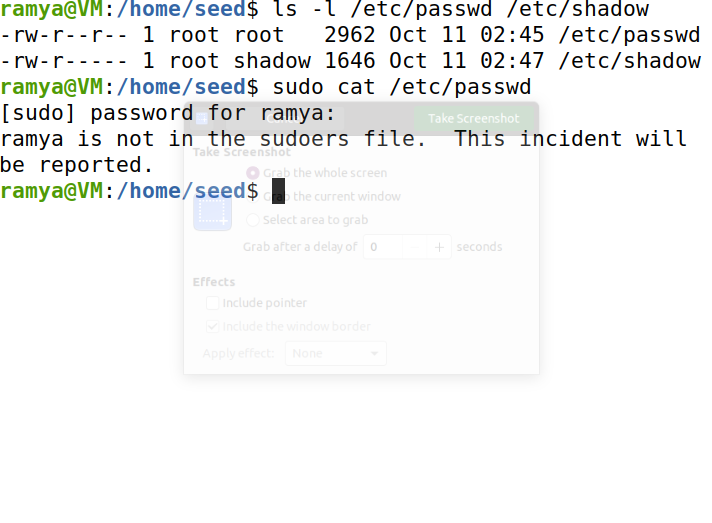 ramya@VM:/home/seed$ ls -l /etc/passwd /etc/shadow
-rw-r--r-- 1 root root   2962 Oct 11 02:45 /etc/passwd
-rw-r----- 1 root shadow 1646 Oct 11 02:47 /etc/shadow
ramya@VM:/home/seed$ sudo cat /etc/passwd
[sudo] password for ramya:
ramya is not in the sudoers file.  This incident will
be reported.
ramya@VM:/home/seed$
Take Screenshot
Take Screenshot
Grab the whole screen
Grab the current window
Select area to grab
Grab after a delay of 0 - + seconds
Effects
Include pointer
Include the window border
Apply effect: None